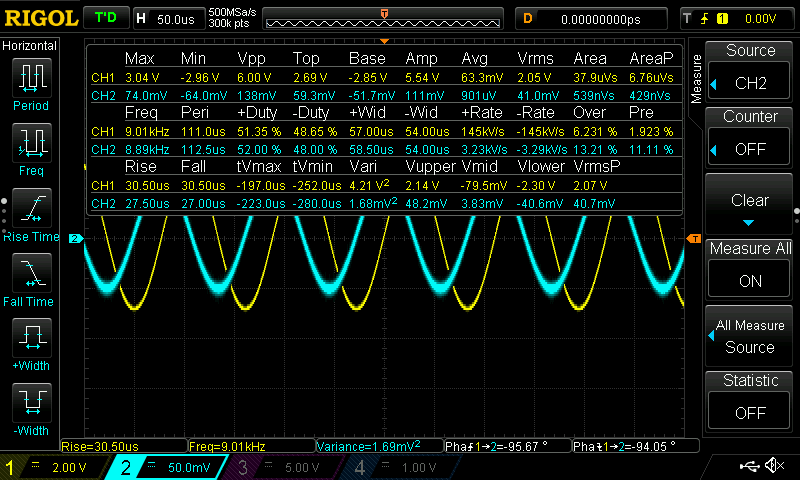 RIGOL T'D H 50.0us 500MSa/s 300k pts T D 0.00000000ps T 1 0.00V
Horizontal
Period
Freq
Rise Time
Fall Time
+Width
-Width
Max Min Vpp Top Base Amp Avg Vrms Area AreaP
CH1 3.04 V -2.96 V 6.00 V 2.69 V -2.85 V 5.54 V 63.3mV 2.05 V 37.9uVs 6.76uVs
CH2 74.0mV -64.0mV 138mV 59.3mV -51.7mV 111mV 901uV 41.0mV 539nVs 429nVs
Freq Peri +Duty -Duty +Wid -Wid +Rate -Rate Over Pre
CH1 9.01kHz 111.0us 51.35 % 48.65 % 57.00us 54.00us 145kV/s -145kV/s 6.231 % 1.923 %
CH2 8.89kHz 112.5us 52.00 % 48.00 % 58.50us 54.00us 3.23kV/s -3.29kV/s 13.21 % 11.11 %
Rise Fall tVmax tVmin Vari Vupper Vmid Vlower VrmsP
CH1 30.50us 30.50us -197.0us -252.0us 4.21 V² 2.14 V -79.5mV -2.30 V 2.07 V
CH2 27.50us 27.00us -223.0us -280.0us 1.68mV² 48.2mV 3.83mV -40.6mV 40.7mV
2
T
Measure
Source
CH2
Counter
OFF
Clear
Measure All
ON
All Measure
Source
Statistic
OFF
Rise=30.50us Freq=9.01kHz Variance=1.69mV² Pha1→2=-95.67 ° Pha1→2=-94.05 °
1 2.00 V 2 50.0mV 3 5.00 V 4 1.00 V